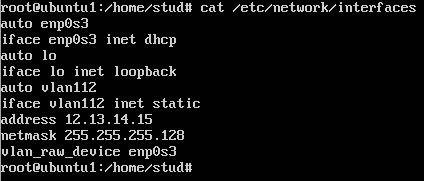 root@ubuntu1:/home/stud# cat /etc/network/interfaces
auto enp0s3
iface enp0s3 inet dhcp
auto lo
iface lo inet loopback
auto vlan112
iface vlan112 inet static
address 12.13.14.15
netmask 255.255.255.128
vlan_raw_device enp0s3
root@ubuntu1:/home/stud#